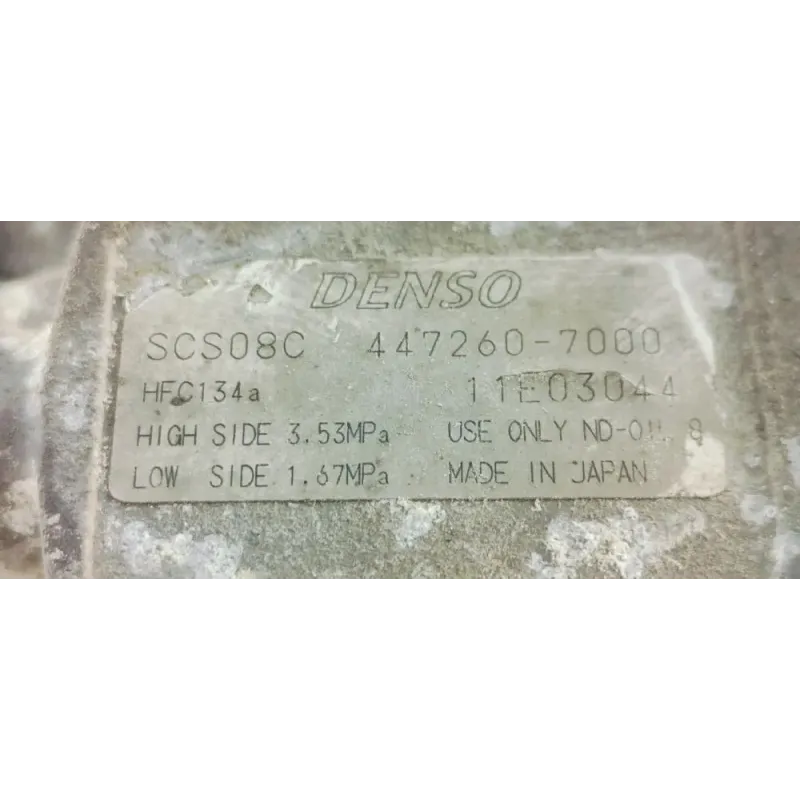 DENSO
SCS08C 447260-7000
HFC134a 11E03044
HIGH SIDE 3.53MPa USE ONLY ND-OIL 8
LOW SIDE 1.67MPa MADE IN JAPAN